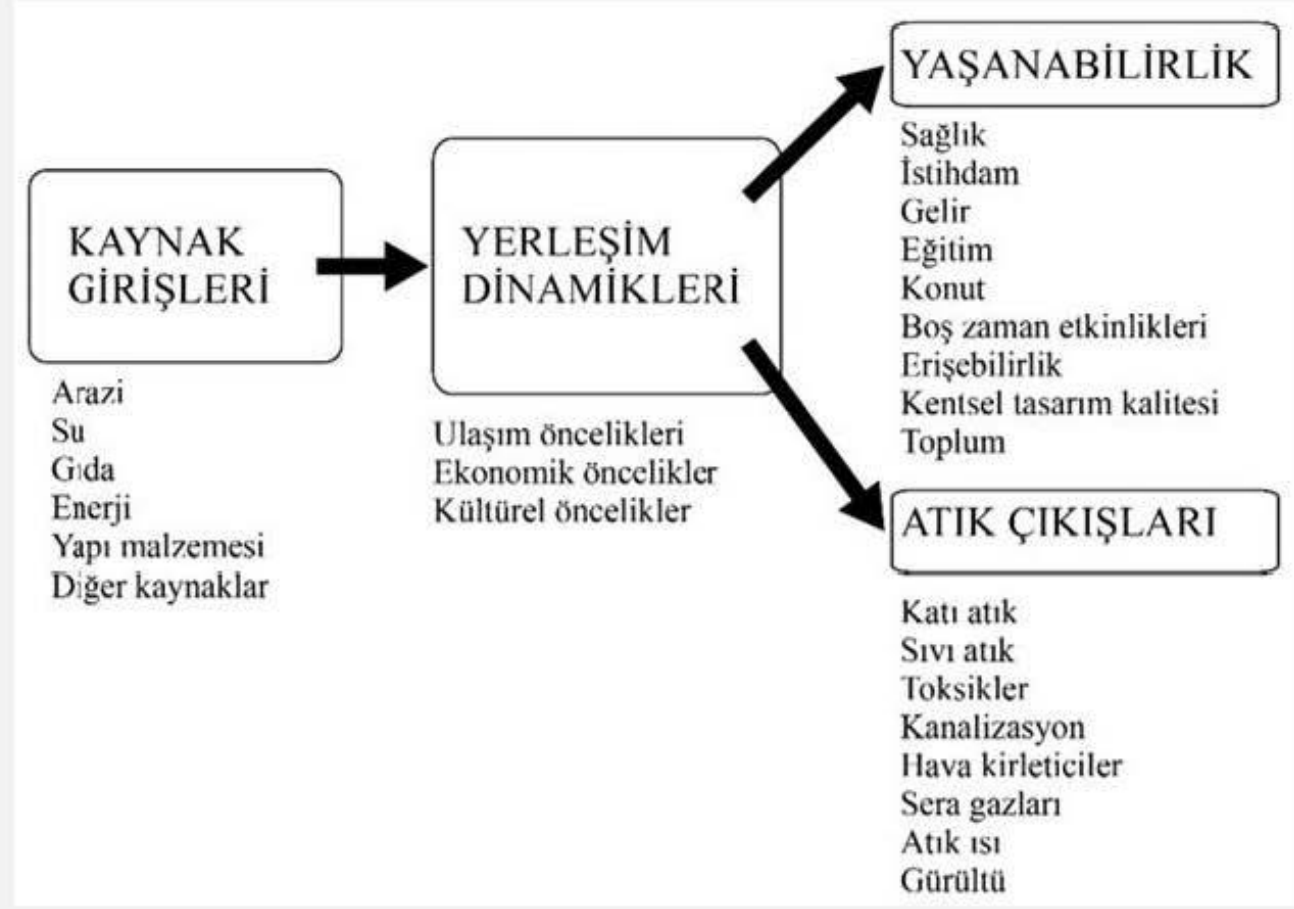 KAYNAK
GİRİŞLERİ
Arazi
Su
Gıda
Enerji
Yapı malzemesi
Diğer kaynaklar
YERLEŞİM
DİNAMİKLERİ
Ulaşım öncelikleri
Ekonomik öncelikler
Kültürel öncelikler
YAŞANABİLİRLİK
Sağlık
İstihdam
Gelir
Eğitim
Konut
Boş zaman etkinlikleri
Erişebilirlik
Kentsel tasarım kalitesi
Toplum
ATIK ÇIKIŞLARI
Katı atık
Sıvı atık
Toksikler
Kanalizasyon
Hava kirleticiler
Sera gazları
Atık ısı
Gürültü